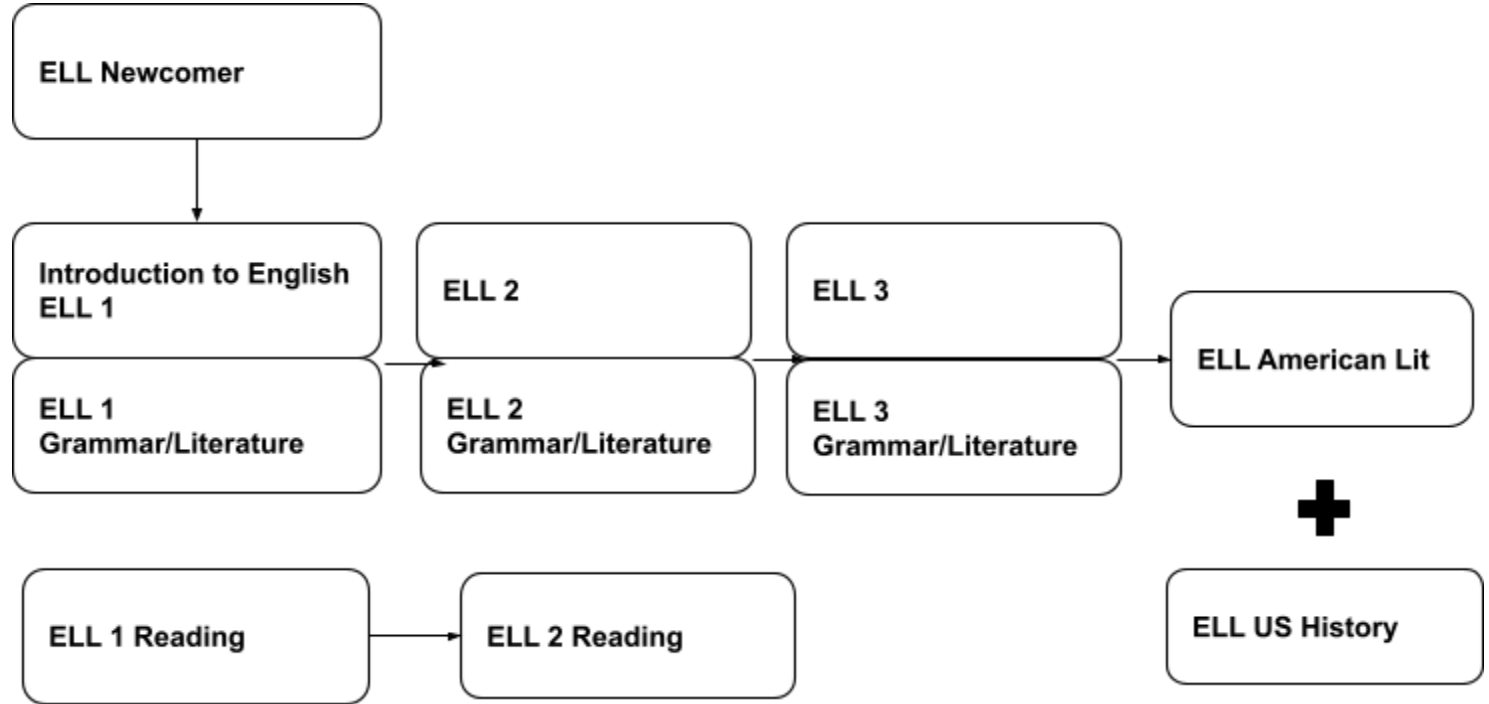 ELL Newcomer
Introduction to English
ELL 1
ELL 2
ELL 3
ELL American Lit
ELL 1
Grammar/Literature
ELL 2
Grammar/Literature
ELL 3
Grammar/Literature
ELL 1 Reading
ELL 2 Reading
ELL US History